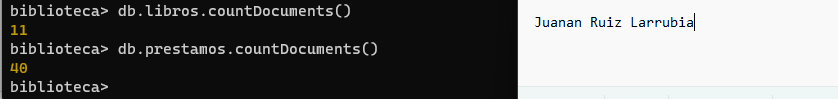 biblioteca> db.libros.countDocuments()
11
biblioteca> db.prestamos.countDocuments()
40
biblioteca>
Juanan Ruiz Larrubia